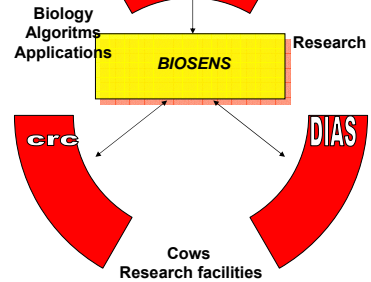 Biology
Algoritms
Applications
BIOSENS
Research
crc
DIAS
Cows
Research facilities